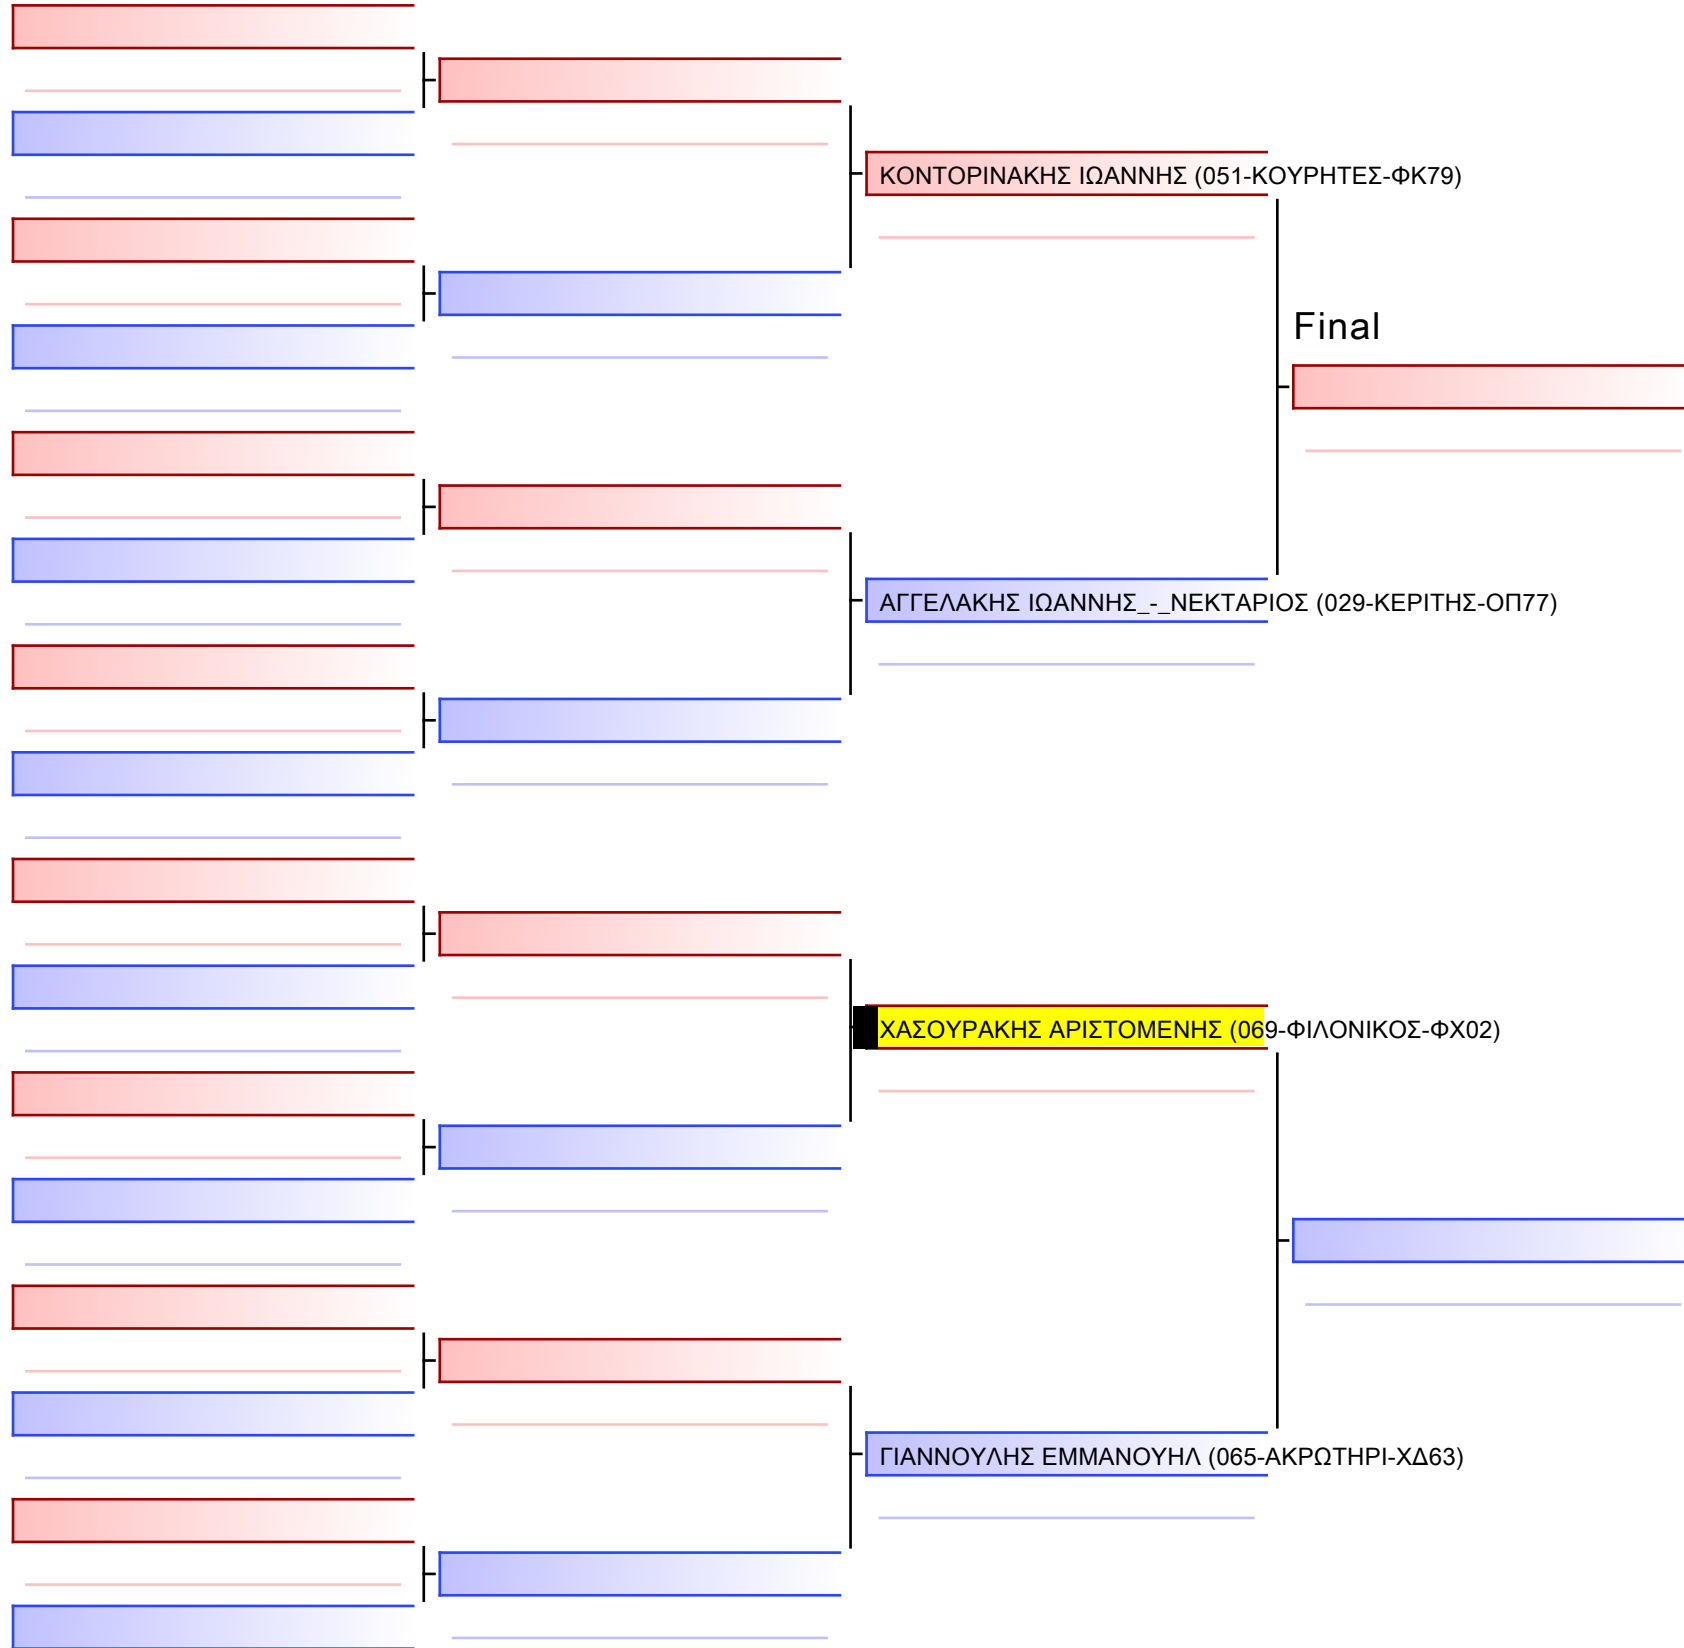 ΚΟΝΤΟΡΙΝΑΚΗΣ ΙΩΑΝΝΗΣ (051-ΚΟΥΡΗΤΕΣ-ΦΚ79)
Final
ΑΓΓΕΛΑΚΗΣ ΙΩΑΝΝΗΣ_-_ΝΕΚΤΑΡΙΟΣ (029-ΚΕΡΙΤΗΣ-ΟΠ77)
ΧΑΣΟΥΡΑΚΗΣ ΑΡΙΣΤΟΜΕΝΗΣ (069-ΦΙΛΟΝΙΚΟΣ-ΦΧ02)
ΓΙΑΝΝΟΥΛΗΣ ΕΜΜΑΝΟΥΗΛ (065-ΑΚΡΩΤΗΡΙ-ΧΔ63)